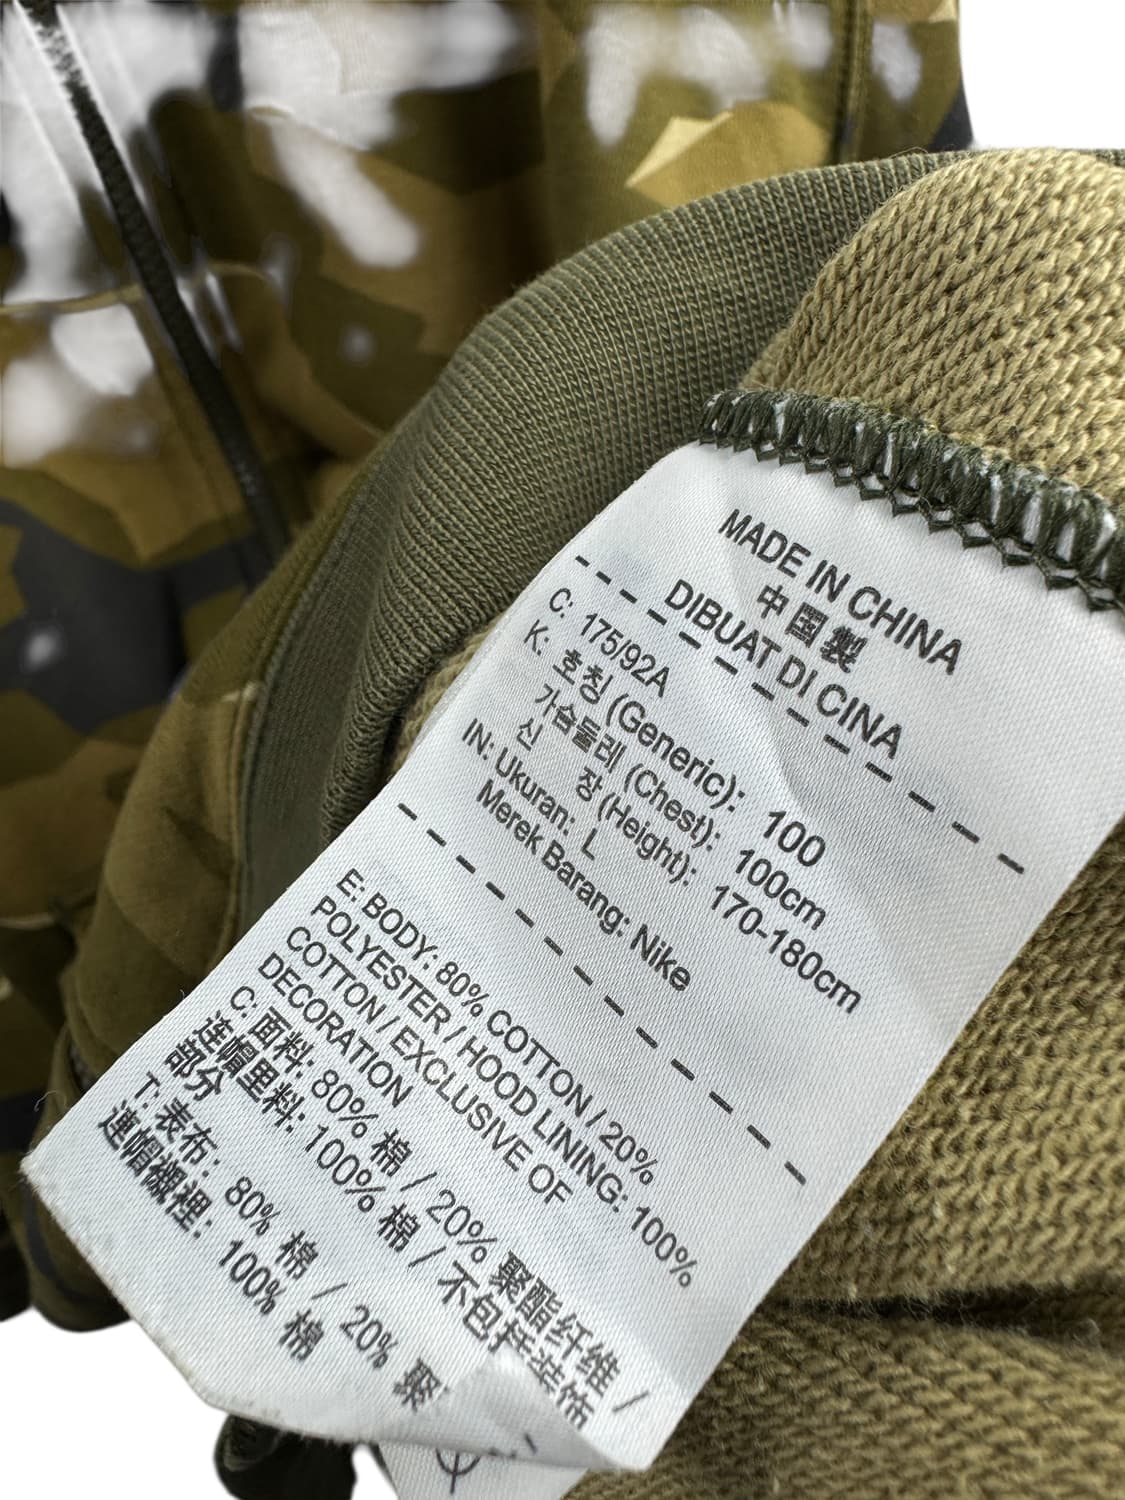 MADE IN CHINA
中国製
DIBUAT DI CINA
C: 175/92A
K: 호칭 (Generic): 100
가슴둘레 (Chest): 100cm
신 장 (Height): 170-180cm
IN: Ukuran: L
Merek Barang: Nike
E: BODY: 80% COTTON / 20%
POLYESTER / HOOD LINING: 100%
COTTON / EXCLUSIVE OF
DECORATION
C: 面料: 80% 棉 / 20% 聚酯纤维 /
连帽里料: 100% 棉 / 不包括装饰
部分
T: 表布: 80% 棉 / 20% 聚
連帽襯裡: 100% 棉